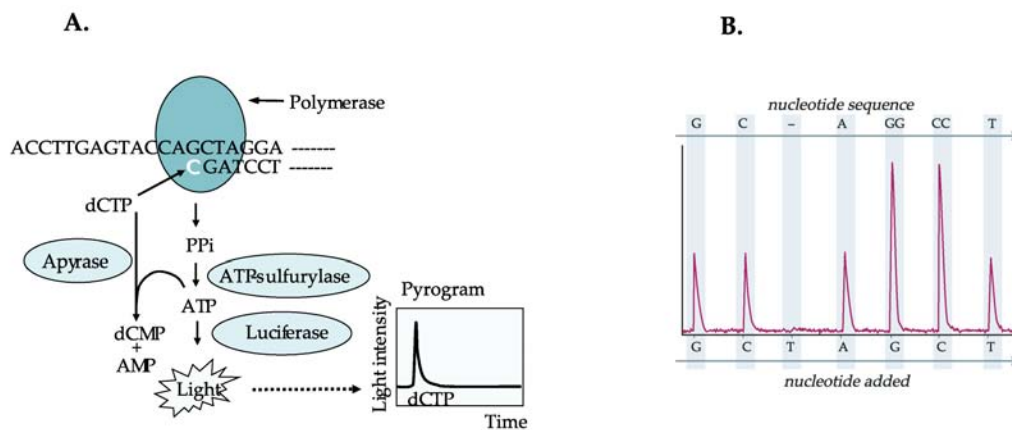 A.
Polymerase
ACCTTGAGTACCAGCTAGGA -------
CGATCCT -------
dCTP
PPi
Apyrase
ATP-sulfurylase
ATP
Pyrogram
dCMP
+
AMP
Luciferase
Light
Light intensity
dCTP
Time
B.
nucleotide sequence
G C – A GG CC T
G C T A G C T
nucleotide added